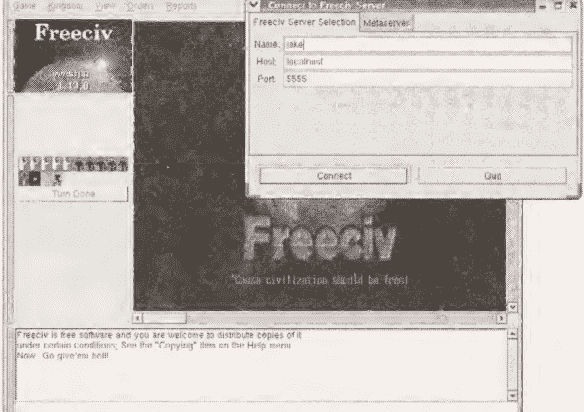 Game Kingdom View Orders Reports
Connect to Freeciv Server
Freeciv Server Selection Metaserver
Name: jake
Host: localhost
Port: 5555
Connect Quit
Freeciv
version
Turn Done
Freeciv
'Cause civilization should be free!
Freeciv is free software and you are welcome to distribute copies of it
under certain conditions; See the "Copying" item on the Help menu.
Now.. Go give'em hell!